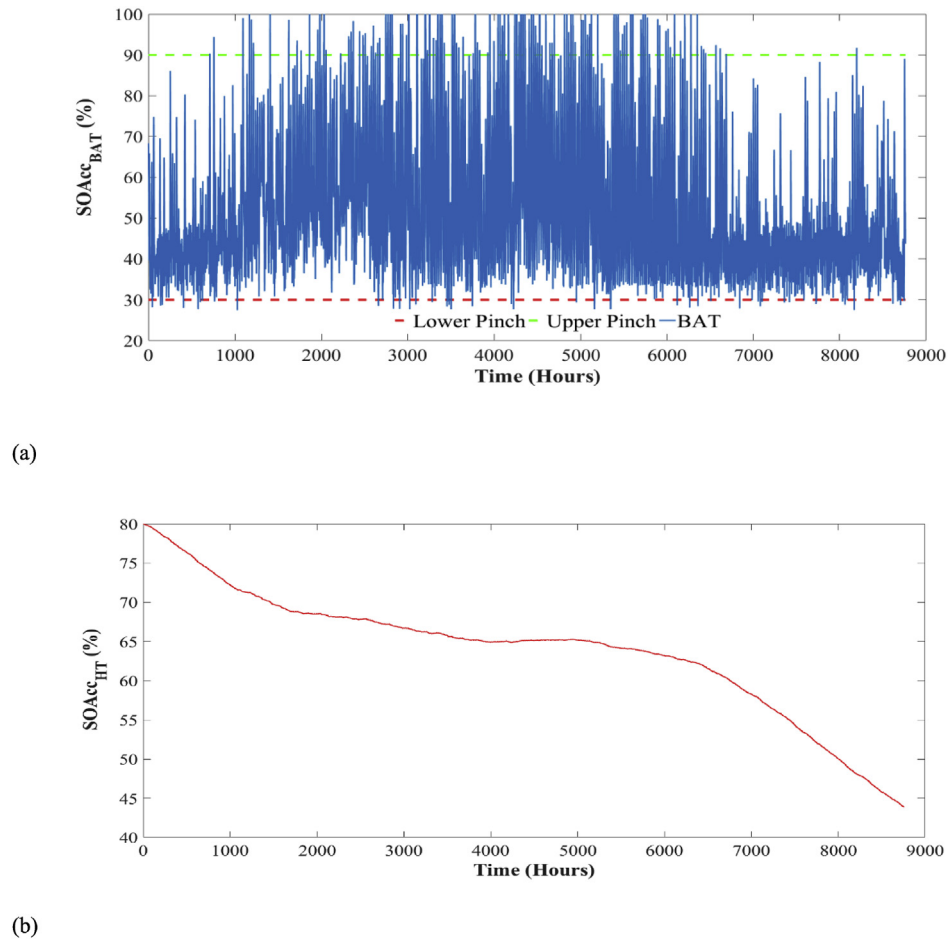 100
90
80
70
60
50
40
30
20
SOAcc_BAT (%)
Lower Pinch Upper Pinch BAT
0 1000 2000 3000 4000 5000 6000 7000 8000 9000
Time (Hours)
(a)
80
75
70
65
60
55
50
45
40
SOAcc_HT (%)
0 1000 2000 3000 4000 5000 6000 7000 8000 9000
Time (Hours)
(b)